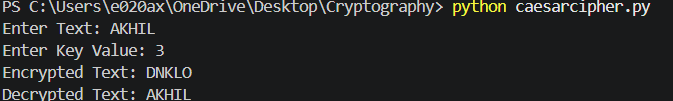 PS C:\Users\e020ax\OneDrive\Desktop\Cryptography> python caesarcipher.py
Enter Text: AKHIL
Enter Key Value: 3
Encrypted Text: DNKLO
Decrypted Text: AKHIL